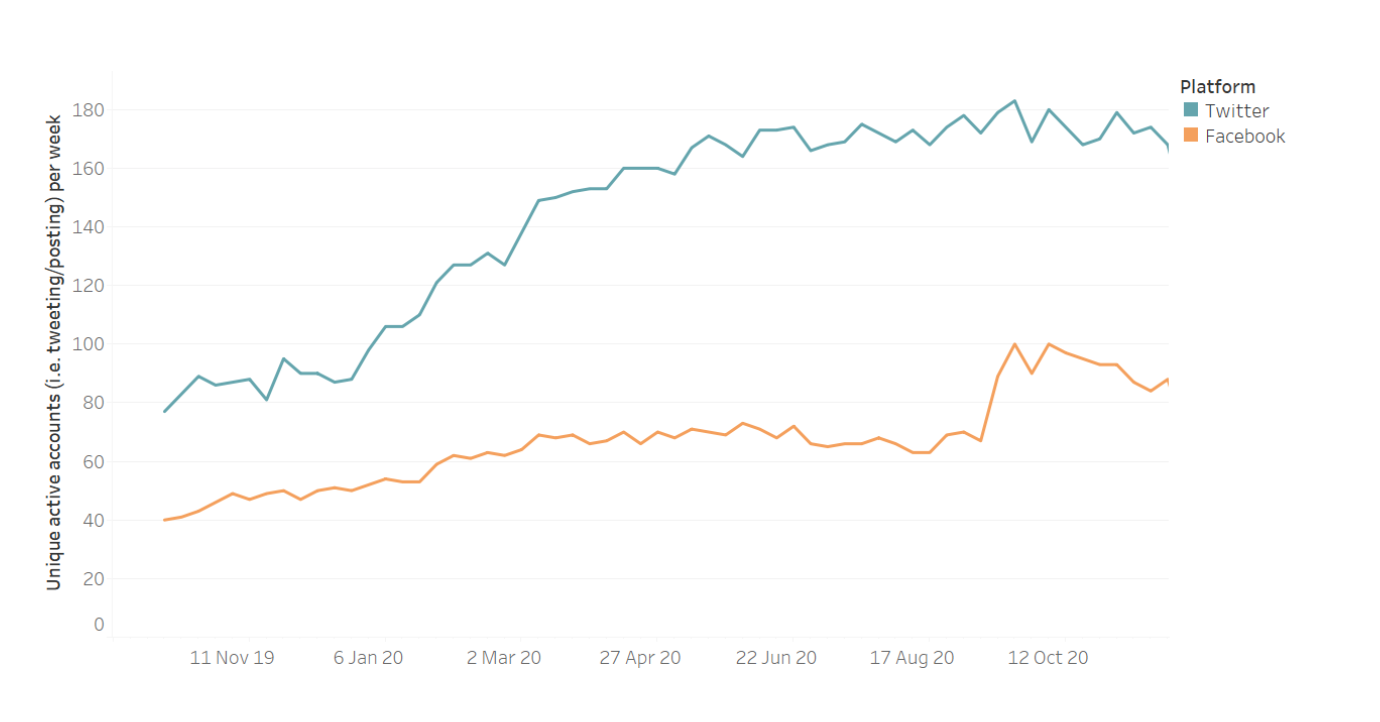 Unique active accounts (i.e. tweeting/posting) per week
180
160
140
120
100
80
60
40
20
0
11 Nov 19
6 Jan 20
2 Mar 20
27 Apr 20
22 Jun 20
17 Aug 20
12 Oct 20
Platform
Twitter
Facebook